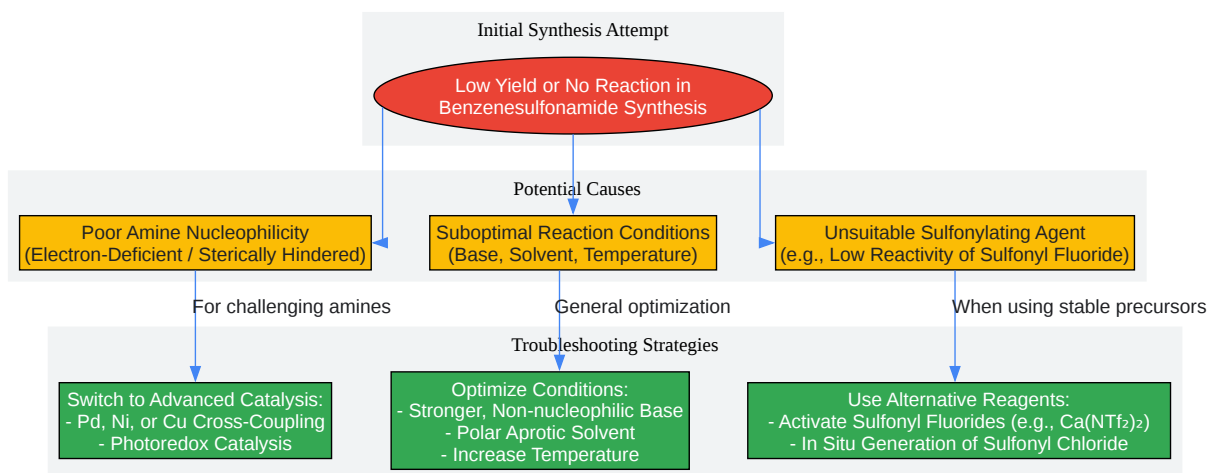 Initial Synthesis Attempt
Low Yield or No Reaction in
Benzenesulfonamide Synthesis
Potential Causes
Poor Amine Nucleophilicity
(Electron-Deficient / Sterically Hindered)
Suboptimal Reaction Conditions
(Base, Solvent, Temperature)
Unsuitable Sulfonylating Agent
(e.g., Low Reactivity of Sulfonyl Fluoride)
For challenging amines
General optimization
When using stable precursors
Troubleshooting Strategies
Switch to Advanced Catalysis:
- Pd, Ni, or Cu Cross-Coupling
- Photoredox Catalysis
Optimize Conditions:
- Stronger, Non-nucleophilic Base
- Polar Aprotic Solvent
- Increase Temperature
Use Alternative Reagents:
- Activate Sulfonyl Fluorides (e.g., Ca(NTf₂)₂)
- In Situ Generation of Sulfonyl Chloride